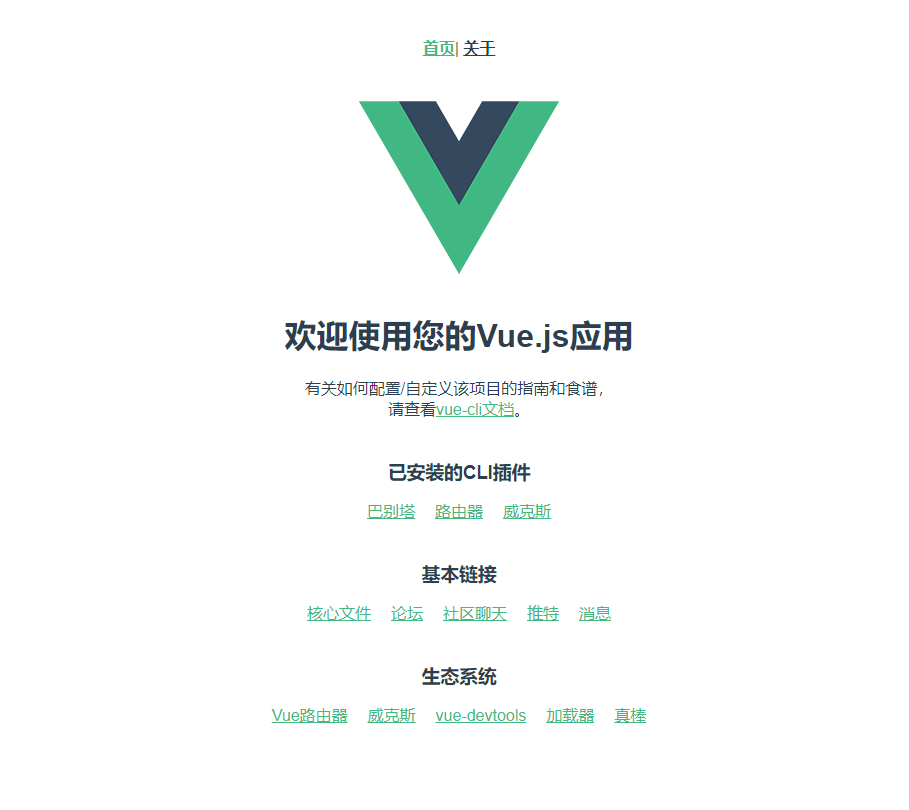 首页| 关于
欢迎使用您的Vue.js应用
有关如何配置/自定义该项目的指南和食谱，
请查看vue-cli文档。
已安装的CLI插件
巴别塔 路由器 威克斯
基本链接
核心文件 论坛 社区聊天 推特 消息
生态系统
Vue路由器 威克斯 vue-devtools 加载器 真棒